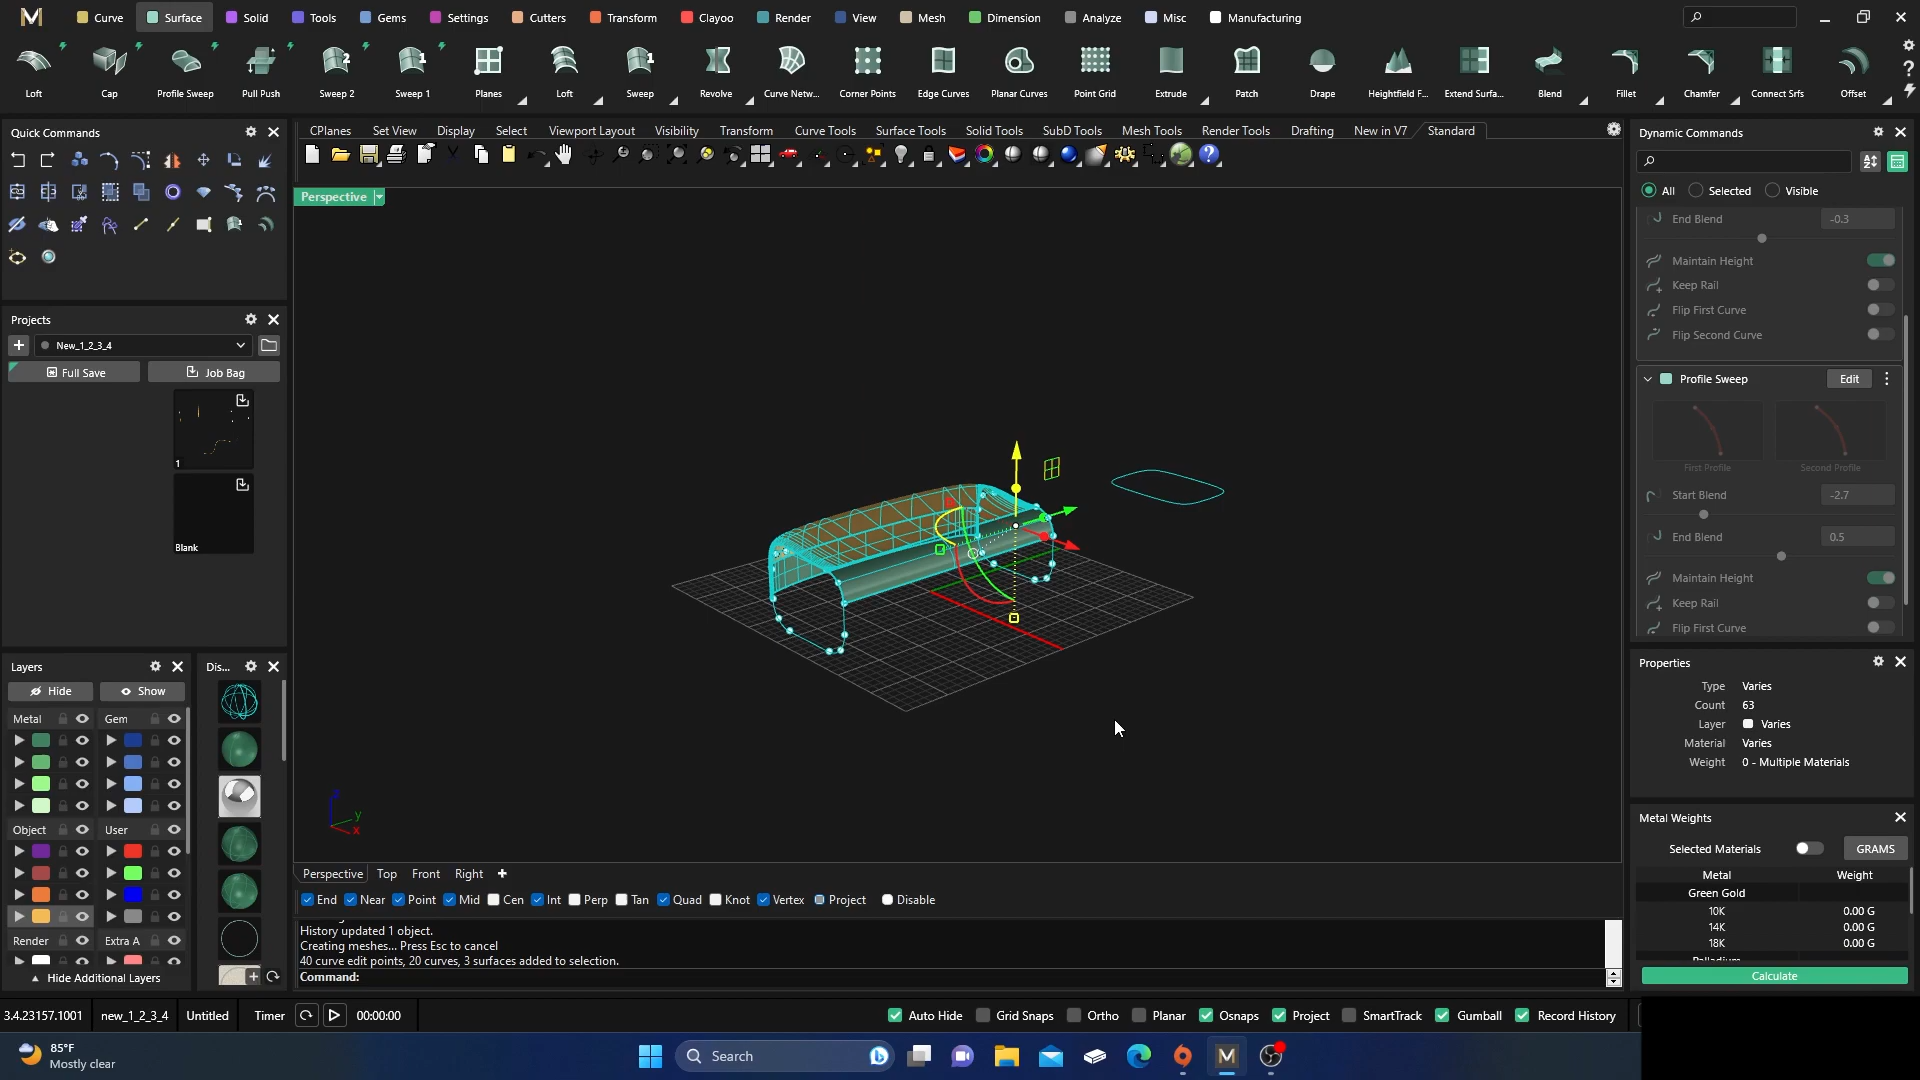 Curve Surface Solid Tools Gems Settings Cutters Transform Clayoo Render View Mesh Dimension Analyze Misc Manufacturing
Loft Cap Profile Sweep Pull Push Sweep 2 Sweep 1 Planes Loft Sweep Revolve Curve Netw... Corner Points Edge Curves Planar Curves Point Grid Extrude Patch Drape Heightfield F... Extend Surfa... Blend Fillet Chamfer Connect Srfs Offset
Quick Commands
CPlanes Set View Display Select Viewport Layout Visibility Transform Curve Tools Surface Tools Solid Tools SubD Tools Mesh Tools Render Tools Drafting New in V7 Standard
Perspective
Projects
New_1_2_3_4
Full Save Job Bag
1
Blank
Layers
Hide Show
Metal Gem
Object User
Render Extra A
Hide Additional Layers
Dis...
Perspective Top Front Right
End Near Point Mid Cen Int Perp Tan Quad Knot Vertex Project Disable
History updated 1 object.
Creating meshes... Press Esc to cancel
40 curve edit points, 20 curves, 3 surfaces added to selection.
Command:
Dynamic Commands
All Selected Visible
End Blend -0.3
Maintain Height
Keep Rail
Flip First Curve
Flip Second Curve
Profile Sweep Edit
First Profile Second Profile
Start Blend -2.7
End Blend 0.5
Maintain Height
Keep Rail
Flip First Curve
Properties
Type Varies
Count 63
Layer Varies
Material Varies
Weight 0 - Multiple Materials
Metal Weights
Selected Materials GRAMS
Metal Weight
Green Gold
10K 0.00 G
14K 0.00 G
18K 0.00 G
Palladium
Calculate
3.4.23157.1001 new_1_2_3_4 Untitled Timer 00:00:00 Auto Hide Grid Snaps Ortho Planar Osnaps Project SmartTrack Gumball Record History
85°F
Mostly clear
Search
z
y
x